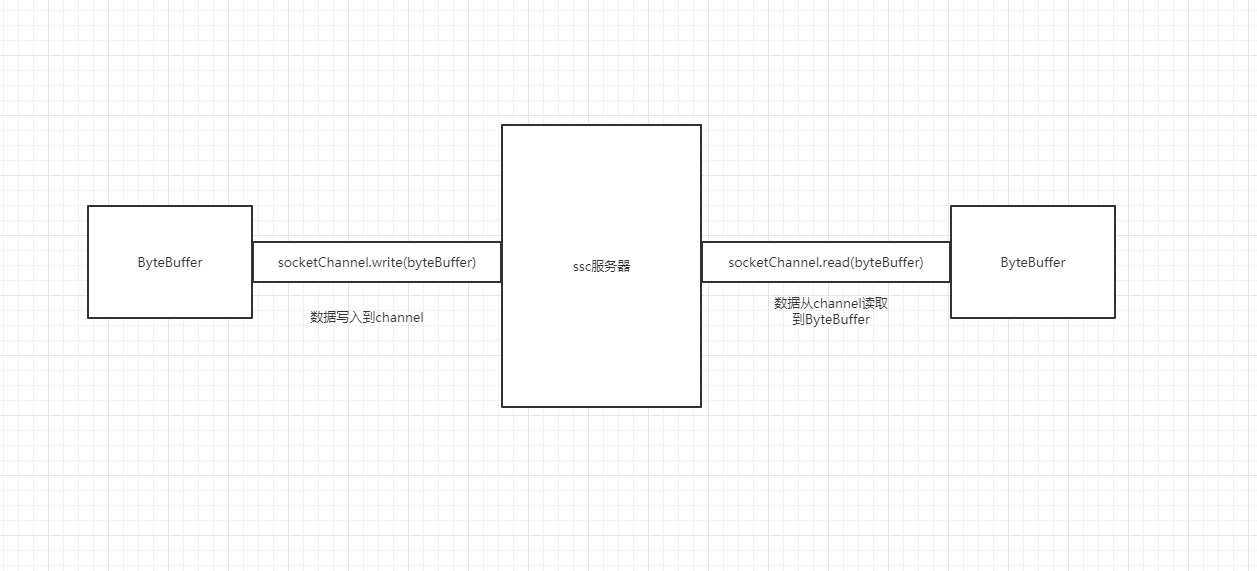 ByteBuffer
socketChannel.write(byteBuffer)
数据写入到channel
ssc服务器
socketChannel.read(byteBuffer)
数据从channel读取
到ByteBuffer
ByteBuffer